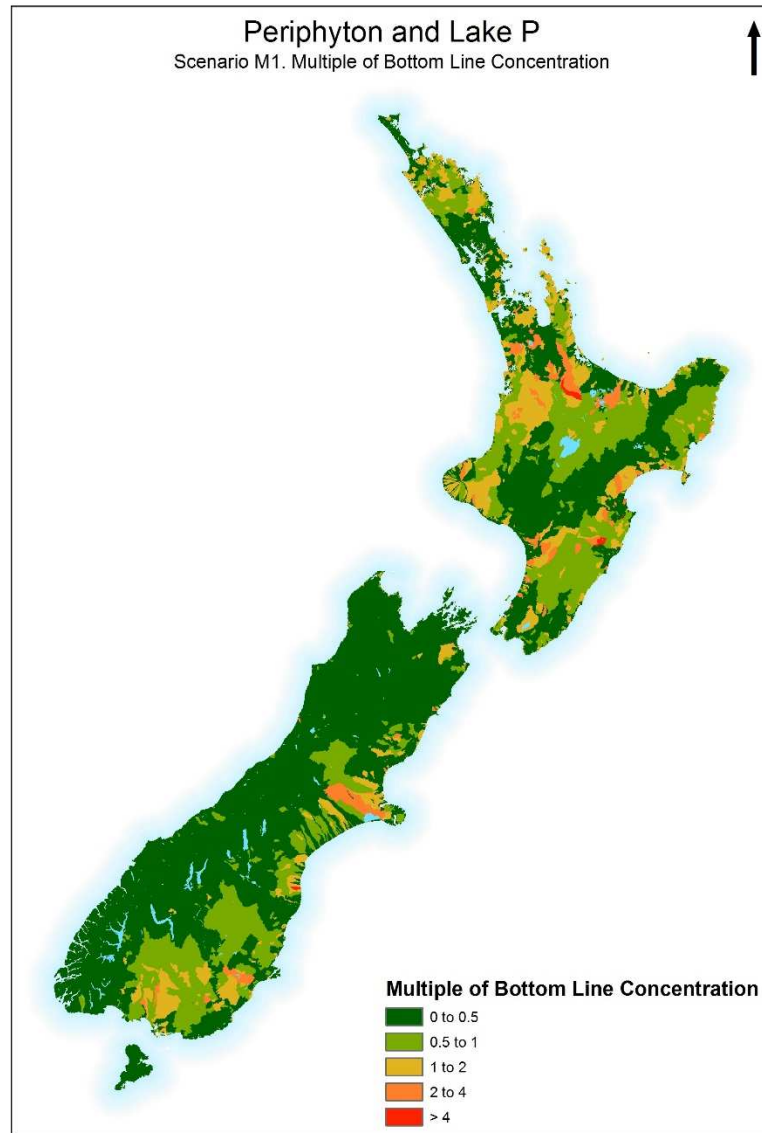 Periphyton and Lake P
Scenario M1. Multiple of Bottom Line Concentration
Multiple of Bottom Line Concentration
0 to 0.5
0.5 to 1
1 to 2
2 to 4
> 4